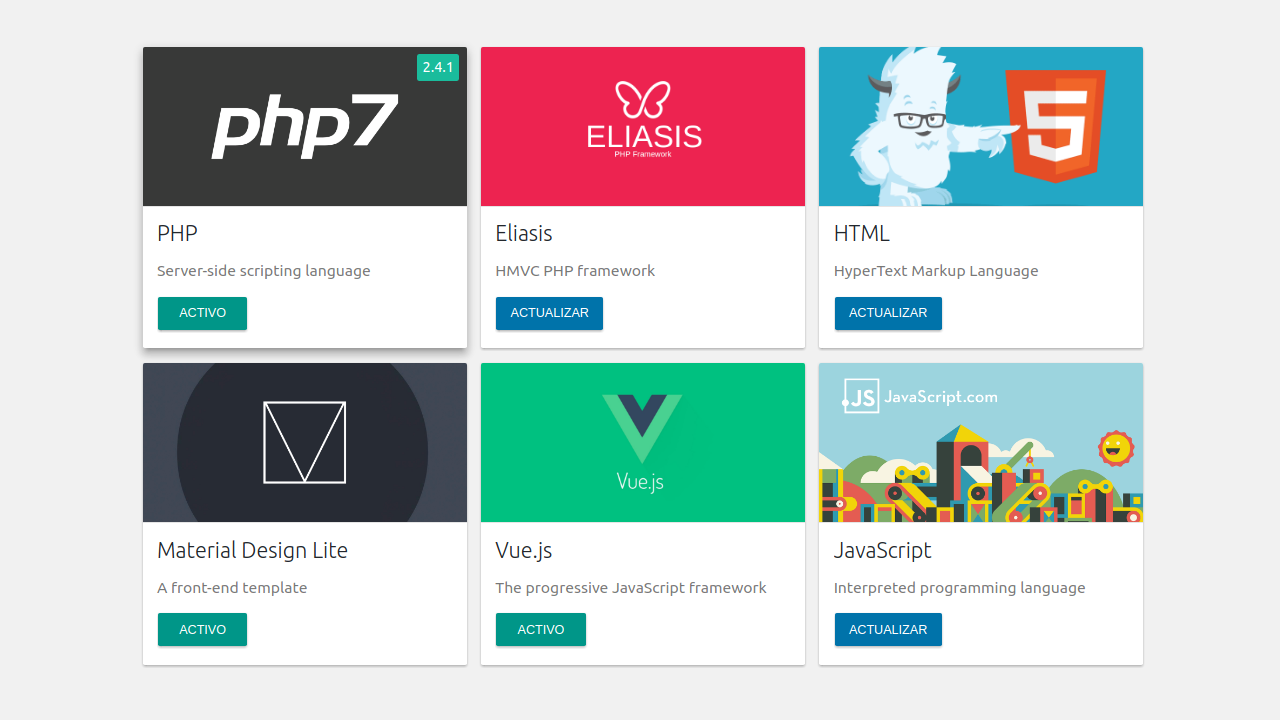 2.4.1
php7
PHP
Server-side scripting language
ACTIVO
ELIASIS
PHP Framework
Eliasis
HMVC PHP framework
ACTUALIZAR
5
HTML
HyperText Markup Language
ACTUALIZAR
Material Design Lite
A front-end template
ACTIVO
Vue.js
Vue.js
The progressive JavaScript framework
ACTIVO
JS JavaScript.com
JavaScript
Interpreted programming language
ACTUALIZAR